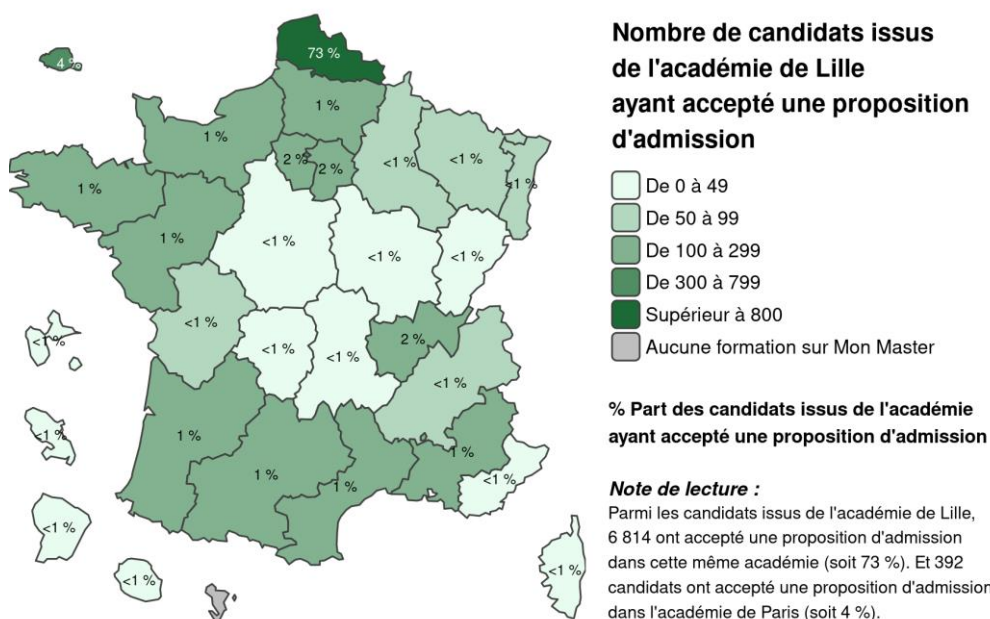 Nombre de candidats issus
de l'académie de Lille
ayant accepté une proposition
d'admission
De 0 à 49
De 50 à 99
De 100 à 299
De 300 à 799
Supérieur à 800
Aucune formation sur Mon Master
% Part des candidats issus de l'académie
ayant accepté une proposition d'admission
Note de lecture :
Parmi les candidats issus de l'académie de Lille,
6 814 ont accepté une proposition d'admission
dans cette même académie (soit 73 %). Et 392
candidats ont accepté une proposition d'admission
dans l'académie de Paris (soit 4 %).
73 %
4 %
1 %
1 %
2 %
2 %
<1 %
<1 %
<1 %
1 %
1 %
<1 %
<1 %
<1 %
<1 %
<1 %
<1 %
2 %
<1 %
<1 %
1 %
1 %
1 %
1 %
<1 %
<1 %
<1 %
<1 %
<1 %